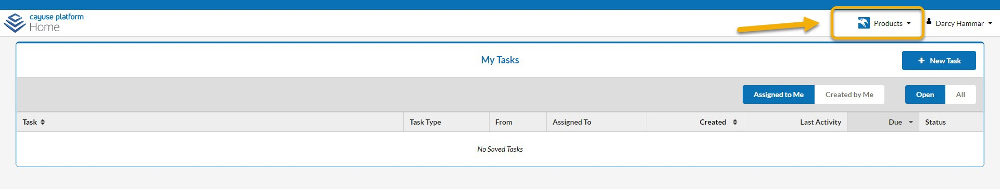 cayuse platform
Home
Products
Darcy Hammar
My Tasks
+ New Task
Assigned to Me Created by Me Open All
Task Task Type From Assigned To Created Last Activity Due Status
No Saved Tasks